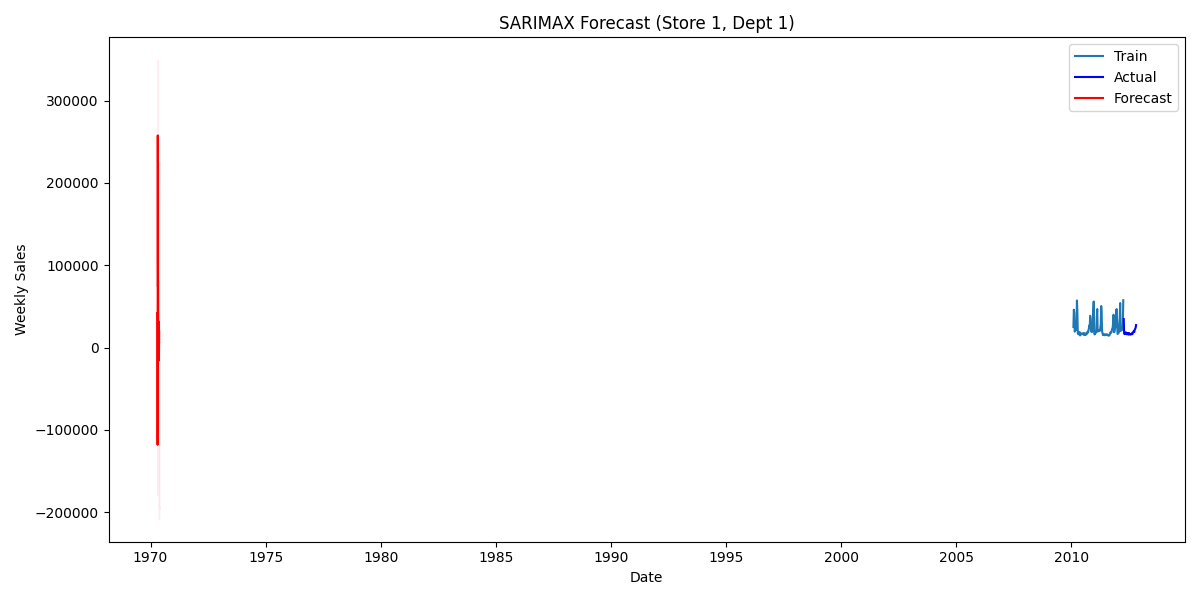 SARIMAX Forecast (Store 1, Dept 1)
Train
Actual
Forecast
Weekly Sales
300000
200000
100000
0
−100000
−200000
1970
1975
1980
1985
1990
1995
2000
2005
2010
Date